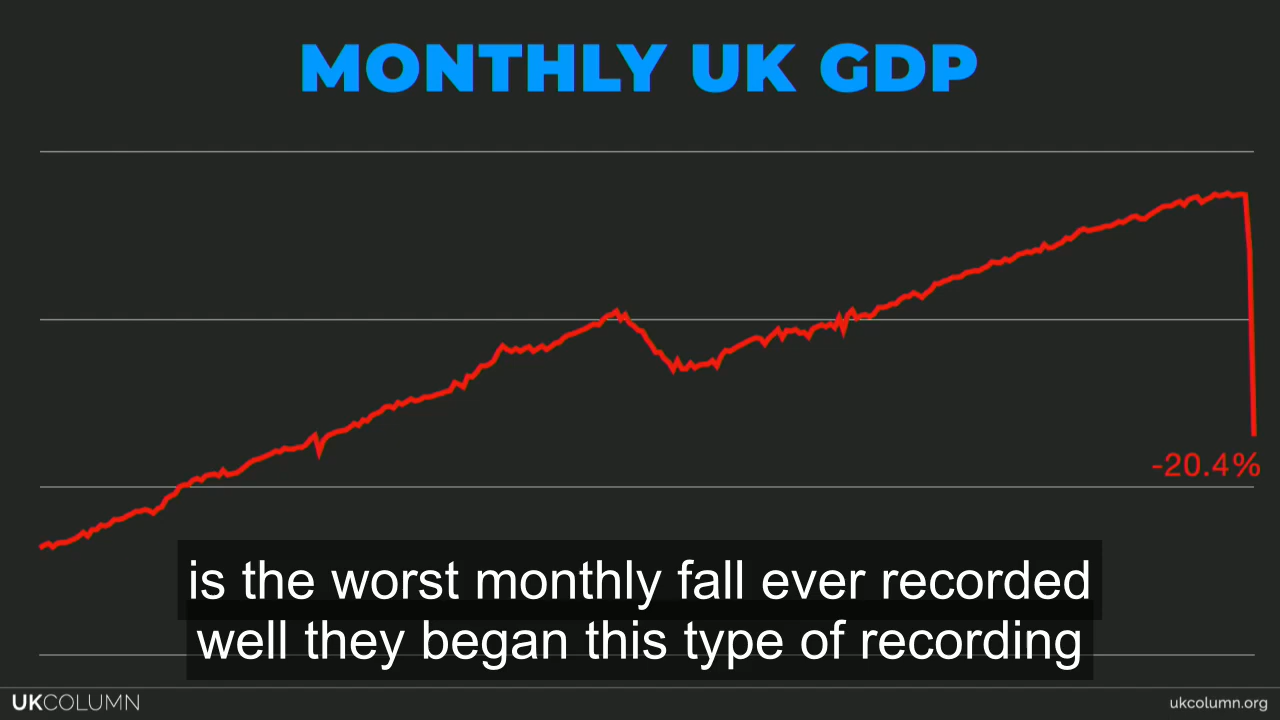 MONTHLY UK GDP
-20.4%
is the worst monthly fall ever recorded
well they began this type of recording
UKCOLUMN
ukcolumn.org